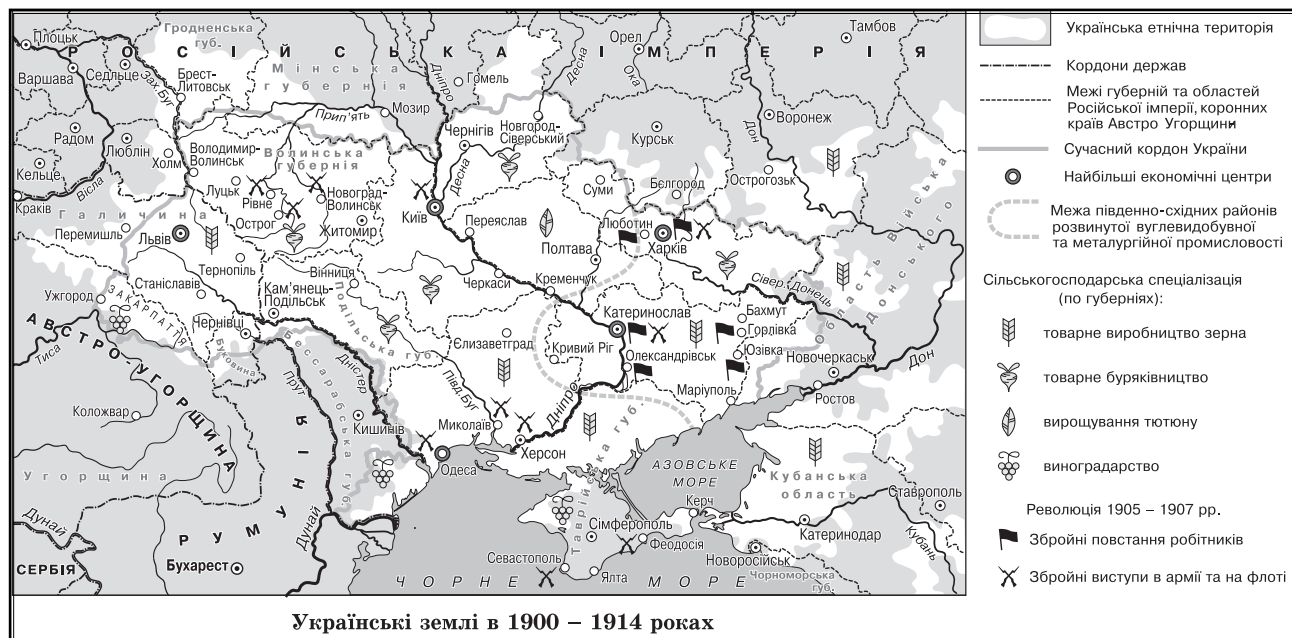 РОСІЙСЬКА ІМПЕРІЯ
Гродненська
губ.
Мінська
губернія
Плоцьк
Варшава
Седльце
Зах.Буг
Брест-
Литовськ
Радом
Люблін
Холм
Кельце
Вісла
Краків
Галичина
Перемишль
Володимир-
Волинськ
Волинська
губернія
Луцьк
Рівне
Острог
Новоград-
Волинськ
Житомир
Мозир
Прип'ять
Гомель
Дніпро
Чернігів
Десна
Новгород-
Сіверський
Десна
Орел
Ока
Тамбов
Курськ
Дон
Воронеж
Острогозьк
Суми
Бєлгород
Київ
Переяслав
Люботин
Харків
Полтава
Кременчук
Черкаси
Сівер.Донець
Область Війська
Донського
Львів
Тернопіль
Станіславів
Кам'янець-
Подільськ
Вінниця
Подільська губ.
Ужгород
ЗАКАРПАТТЯ
Чернівці
Буковина
АВСТРО-УГОРЩИНА
Тиса
Коложвар
Угорщина
Прут
Бессарабська губ.
Дністер
Кишинів
Єлизаветград
Півд.Буг
Кривий Ріг
Катеринослав
Олександрівськ
Бахмут
Горлівка
Юзівка
Новочеркаськ
Маріуполь
Ростов
Дон
Миколаїв
Херсон
Дніпро
Одеса
Таврійська губ.
АЗОВСЬКЕ
МОРЕ
Кубанська
область
Ставрополь
Керч
Сімферополь
Феодосія
Севастополь
Ялта
Катеринодар
Кубань
Новоросійськ
Чорноморська
губ.
РУМУНІЯ
Дунай
Дунай
СЕРБІЯ
Бухарест
ЧОРНЕ МОРЕ
Українські землі в 1900 – 1914 роках
Українська етнічна територія
Кордони держав
Межі губерній та областей
Російської імперії, коронних
країв Австро Угорщини
Сучасний кордон України
Найбільші економічні центри
Межа південно-східних районів
розвинутої вуглевидобувної
та металургійної промисловості
Сільськогосподарська спеціалізація
(по губерніях):
товарне виробництво зерна
товарне буряківництво
вирощування тютюну
виноградарство
Революція 1905 – 1907 рр.
Збройні повстання робітників
Збройні виступи в армії та на флоті